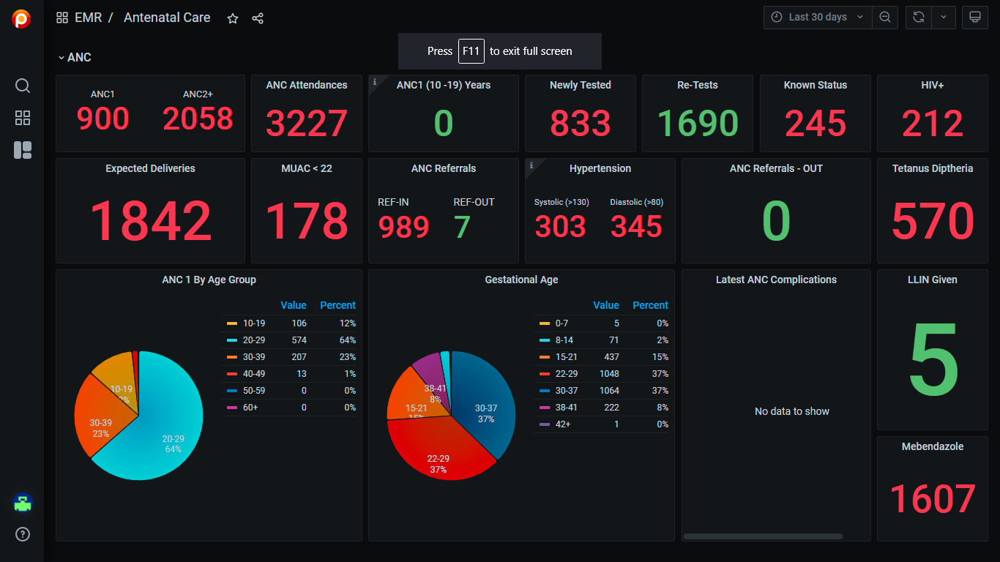 EMR / Antenatal Care
Last 30 days
Press F11 to exit full screen
ANC
ANC1 ANC2+
900 2058
ANC Attendances
3227
ANC1 (10 -19) Years
0
Newly Tested
833
Re-Tests
1690
Known Status
245
HIV+
212
Expected Deliveries
1842
MUAC < 22
178
ANC Referrals
REF-IN REF-OUT
989 7
Hypertension
Systolic (>130) Diastolic (>80)
303 345
ANC Referrals - OUT
0
Tetanus Diptheria
570
ANC 1 By Age Group
Value Percent
10-19 106 12%
20-29 574 64%
30-39 207 23%
40-49 13 1%
50-59 0 0%
60+ 0 0%
10-19
30-39
23%
20-29
64%
Gestational Age
Value Percent
0-7 5 0%
8-14 71 2%
15-21 437 15%
22-29 1048 37%
30-37 1064 37%
38-41 222 8%
42+ 1 0%
38-41
8%
15-21
15%
30-37
37%
22-29
37%
Latest ANC Complications
No data to show
LLIN Given
5
Mebendazole
1607